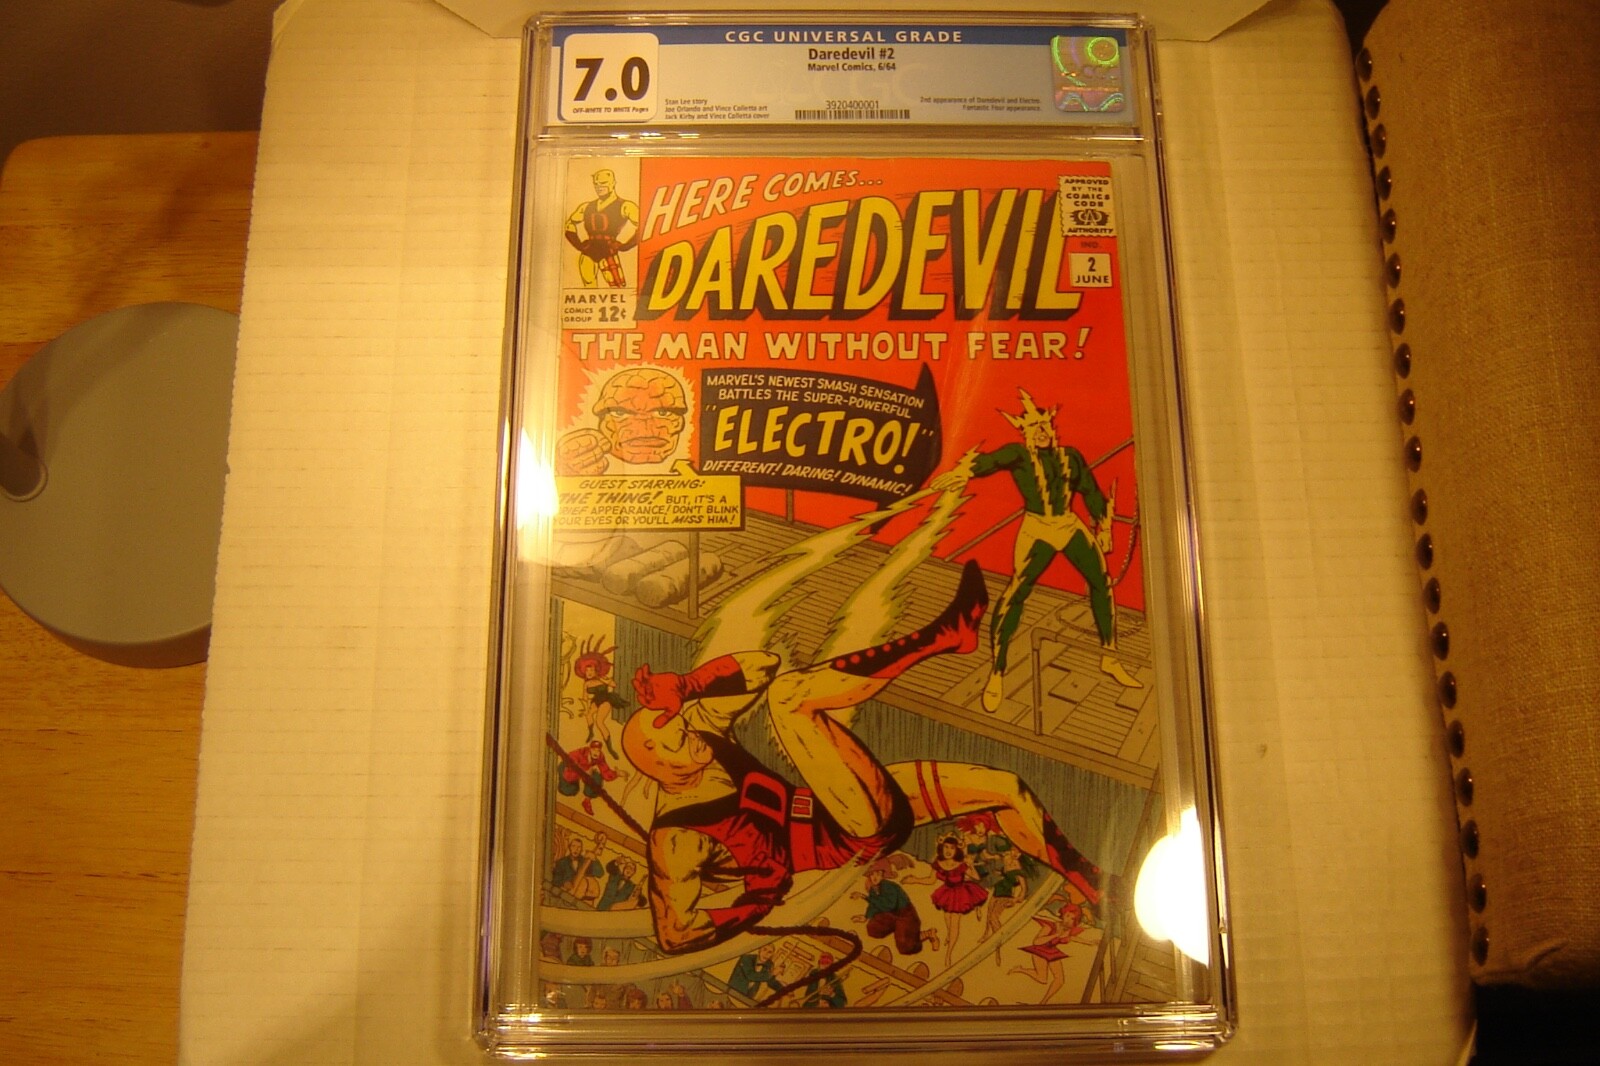 CGC UNIVERSAL GRADE
7.0
OFF-WHITE TO WHITE Pages
Daredevil #2
Marvel Comics, 6/64
Stan Lee story
Joe Orlando and Vince Colletta art
Jack Kirby and Vince Colletta cover
3920400001
2nd appearance of Daredevil and Electro.
Fantastic Four appearance.
HERE COMES...
DAREDEVIL
THE MAN WITHOUT FEAR!
APPROVED
BY THE
COMICS
CODE
CA
AUTHORITY
IND.
2
JUNE
D
MARVEL
COMICS
GROUP
12¢
MARVEL'S NEWEST SMASH SENSATION
BATTLES THE SUPER-POWERFUL
"ELECTRO!"
DIFFERENT! DARING! DYNAMIC!
GUEST STARRING:
THE THING! BUT, IT'S A
BRIEF APPEARANCE! DON'T BLINK
YOUR EYES OR YOU'LL MISS HIM!
D